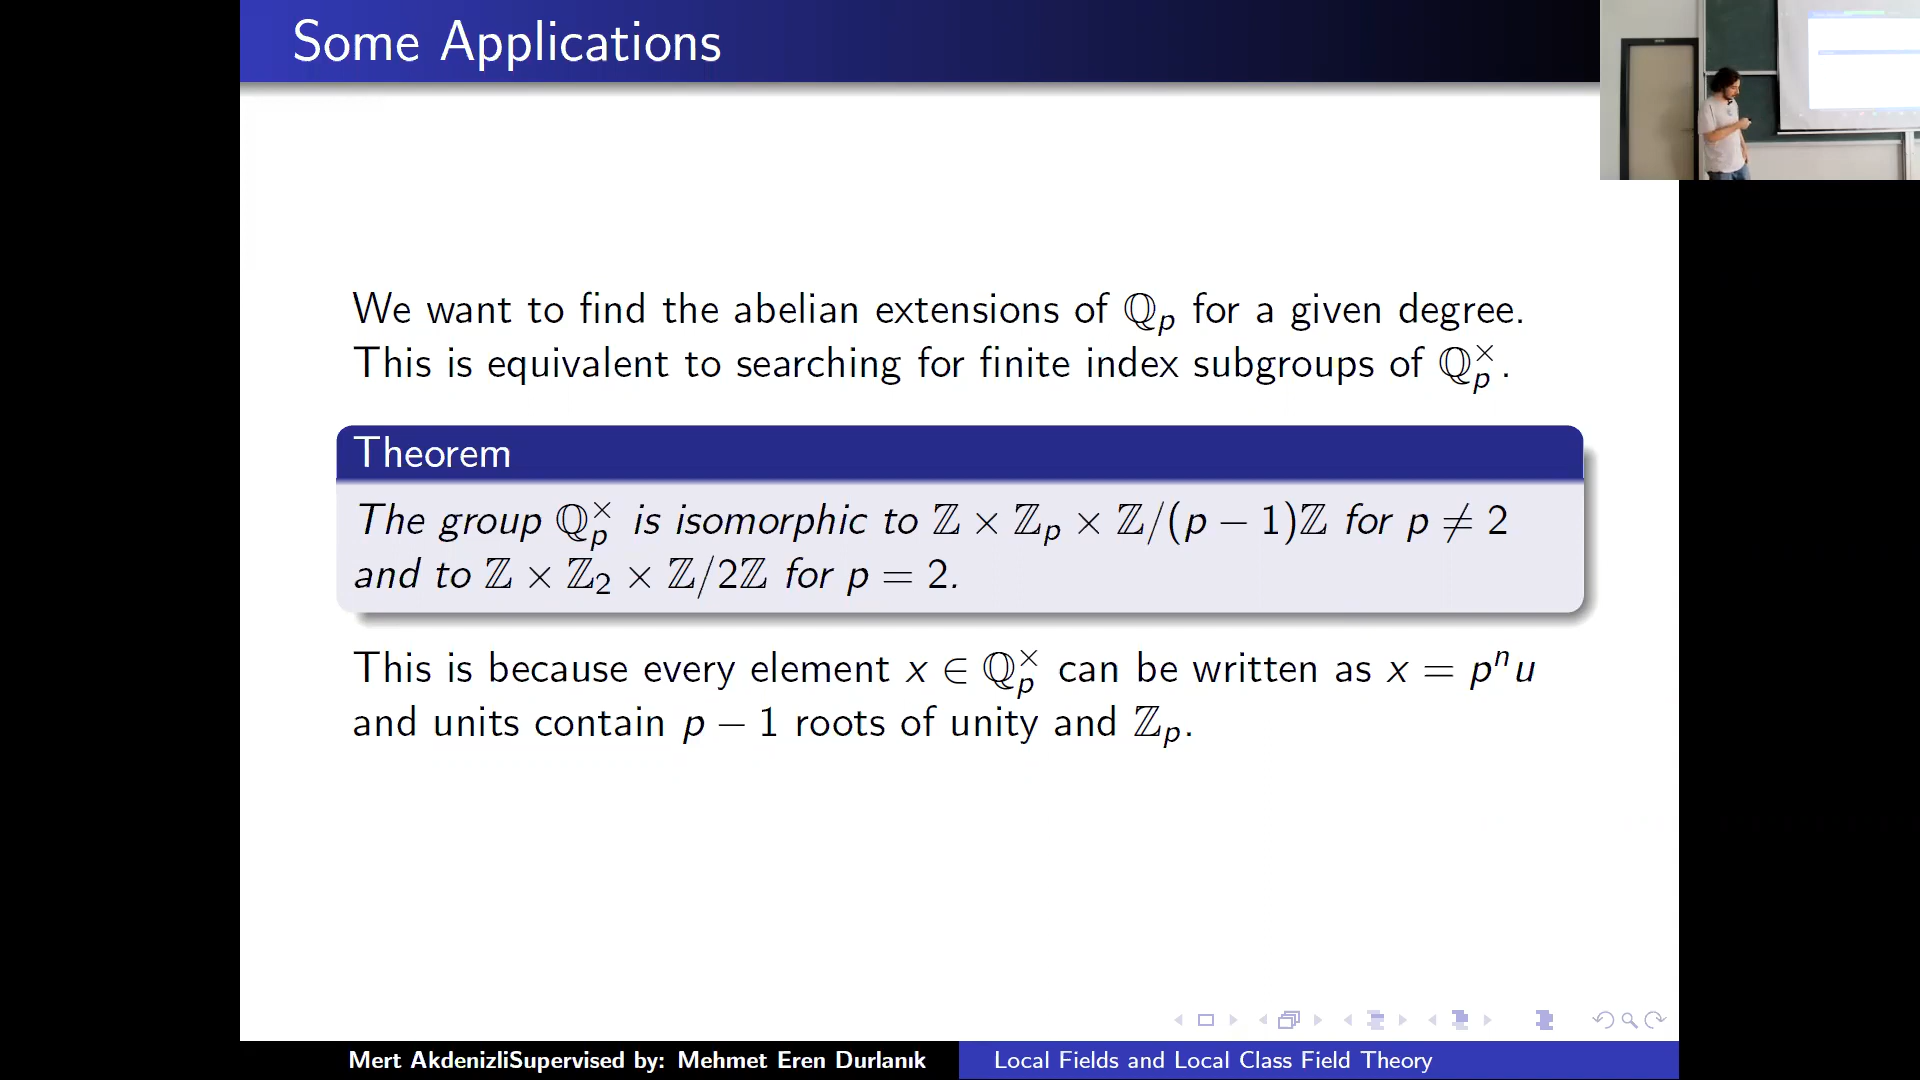 Some Applications
We want to find the abelian extensions of ℚ_p for a given degree.
This is equivalent to searching for finite index subgroups of ℚ_p^×.
Theorem
The group ℚ_p^× is isomorphic to ℤ × ℤ_p × ℤ/(p − 1)ℤ for p ≠ 2
and to ℤ × ℤ_2 × ℤ/2ℤ for p = 2.
This is because every element x ∈ ℚ_p^× can be written as x = p^n u
and units contain p − 1 roots of unity and ℤ_p.
Mert AkdenizliSupervised by: Mehmet Eren Durlanık
Local Fields and Local Class Field Theory